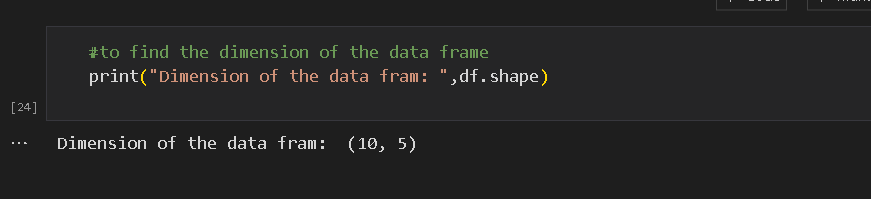 #to find the dimension of the data frame
print("Dimension of the data fram: ",df.shape)
[24]
Dimension of the data fram:  (10, 5)